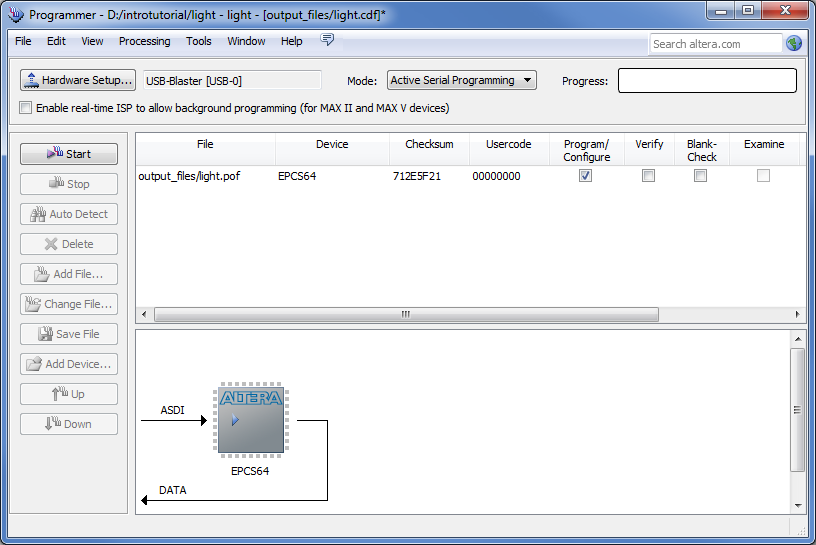 Programmer - D:/introtutorial/light - light - [output_files/light.cdf]*
File Edit View Processing Tools Window Help Search altera.com
Hardware Setup... USB-Blaster [USB-0] Mode: Active Serial Programming Progress:
Enable real-time ISP to allow background programming (for MAX II and MAX V devices)
Start
Stop
Auto Detect
Delete
Add File...
Change File...
Save File
Add Device...
Up
Down
File Device Checksum Usercode Program/ Configure Verify Blank- Check Examine
output_files/light.pof EPCS64 712E5F21 00000000
ASDI
ALTERA
EPCS64
DATA